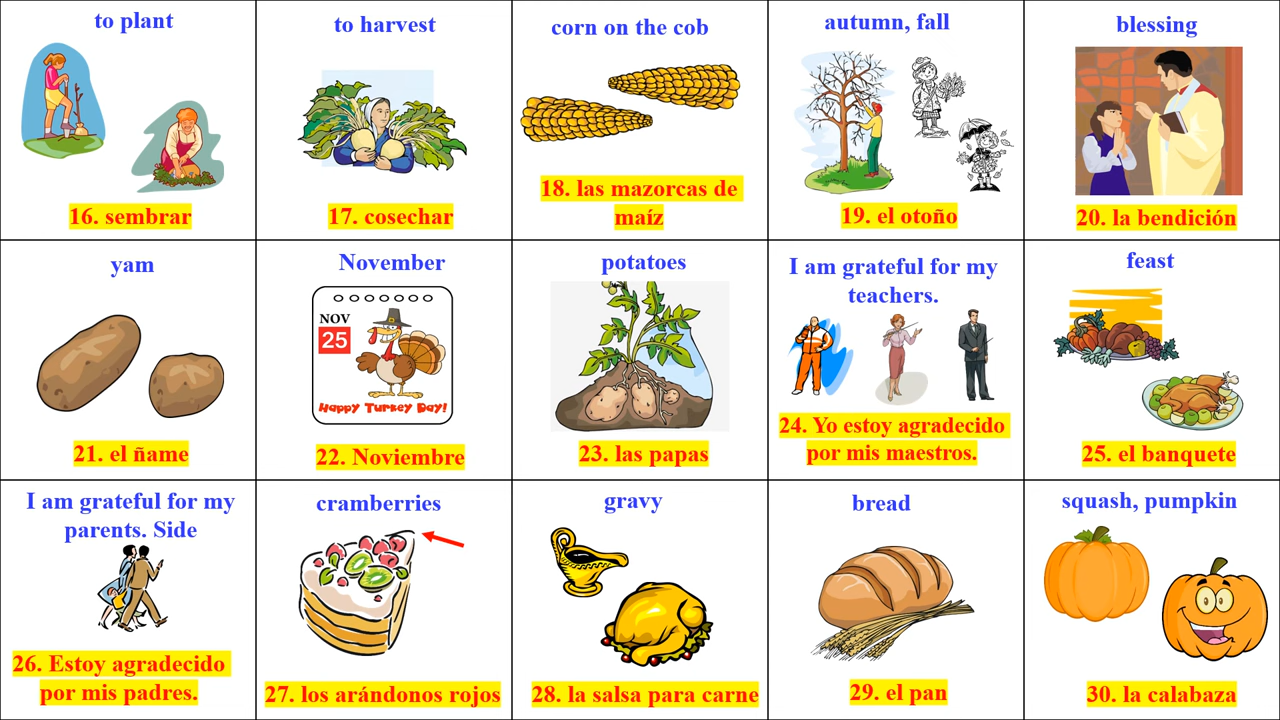 to plant
16. sembrar
to harvest
17. cosechar
corn on the cob
18. las mazorcas de
maíz
autumn, fall
19. el otoño
blessing
20. la bendición
yam
21. el ñame
November
NOV
25
Happy Turkey Day!
22. Noviembre
potatoes
23. las papas
I am grateful for my
teachers.
24. Yo estoy agradecido
por mis maestros.
feast
25. el banquete
I am grateful for my
parents. Side
26. Estoy agradecido
por mis padres.
cramberries
27. los arándonos rojos
gravy
28. la salsa para carne
bread
29. el pan
squash, pumpkin
30. la calabaza